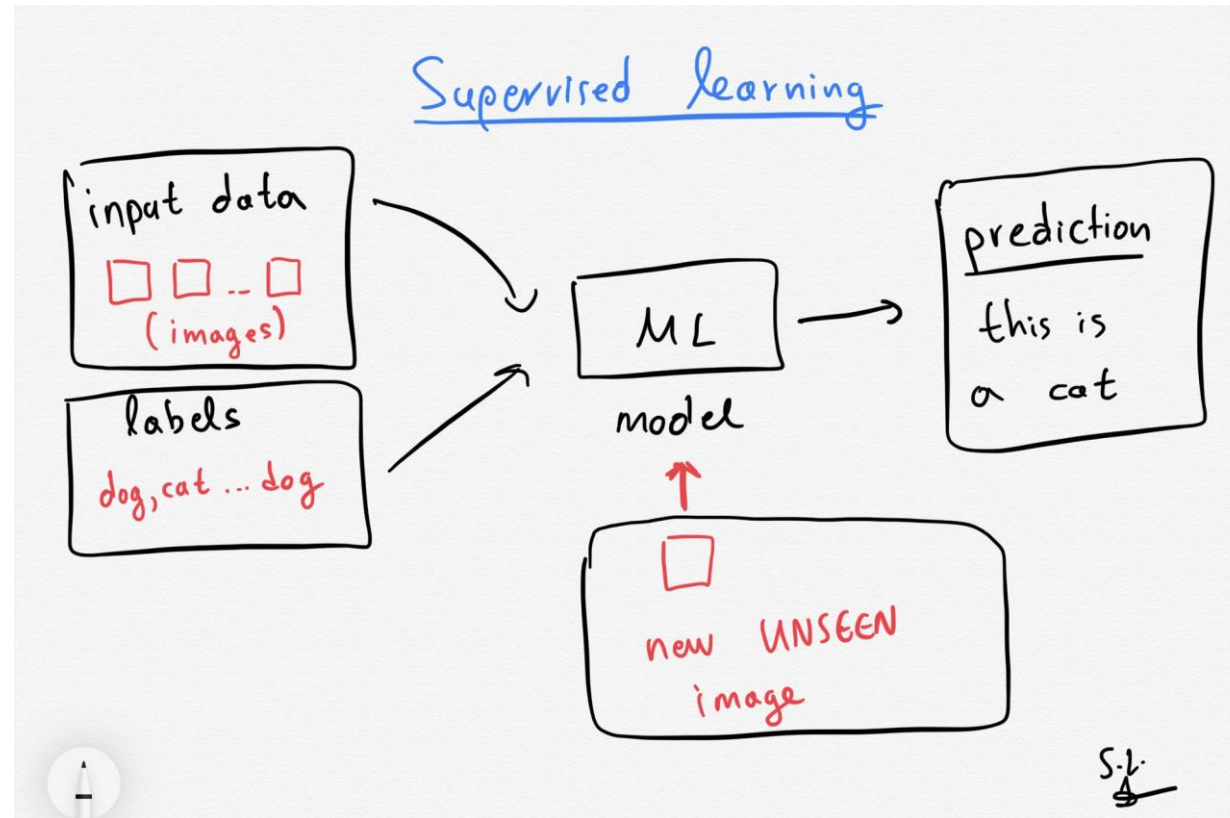 Supervised learning
input data
(images)
labels
dog, cat ... dog
ML
model
new UNSEEN
image
prediction
this is
a cat
S.L.